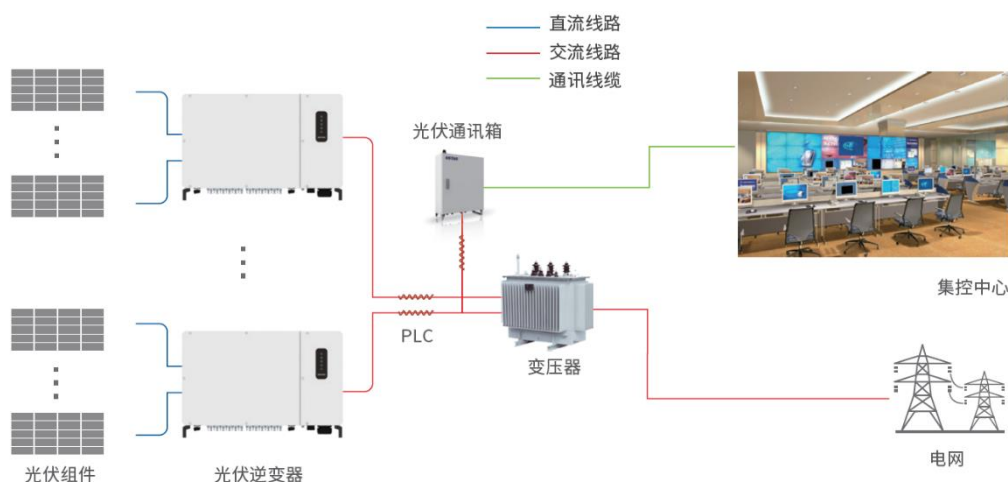 直流线路
交流线路
通讯线缆
光伏通讯箱
集控中心
PLC
变压器
电网
光伏组件
光伏逆变器